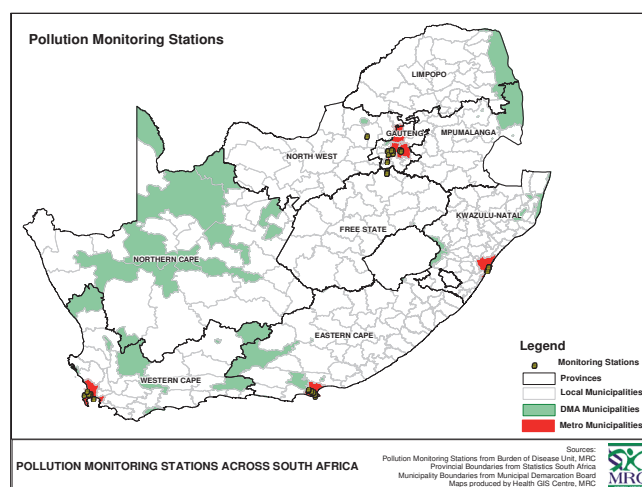 Pollution Monitoring Stations
LIMPOPO
GAUTENG
MPUMALANGA
NORTH WEST
FREE STATE
KWAZULU-NATAL
NORTHERN CAPE
EASTERN CAPE
WESTERN CAPE
Legend
Monitoring Stations
Provinces
Local Municipalities
DMA Municipalities
Metro Municipalities
POLLUTION MONITORING STATIONS ACROSS SOUTH AFRICA
Sources:
Pollution Monitoring Stations from Burden of Disease Unit, MRC
Provincial Boundaries from Statistics South Africa
Municipality Boundaries from Municipal Demarcation Board
Maps produced by Health GIS Centre, MRC
MRC